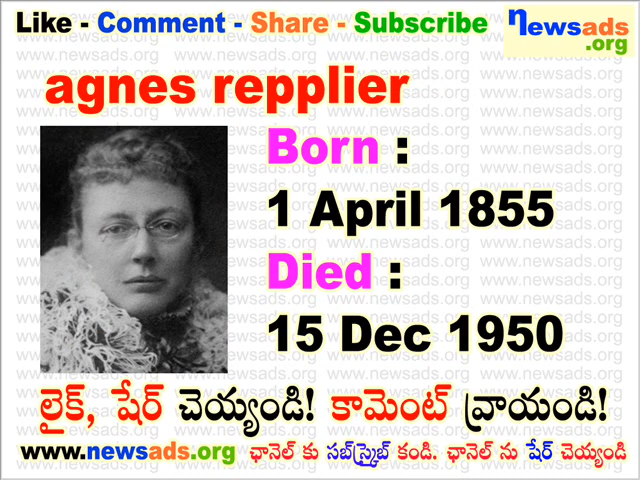 Like - Comment - Share - Subscribe
newsads
.org
agnes repplier
Born :
1 April 1855
Died :
15 Dec 1950
లైక్, షేర్ చెయ్యండి! కామెంట్ వ్రాయండి!
www.newsads.org ఛానెల్ కు సబ్‌స్క్రైబ్ కండి. ఛానెల్ ను షేర్ చెయ్యండి